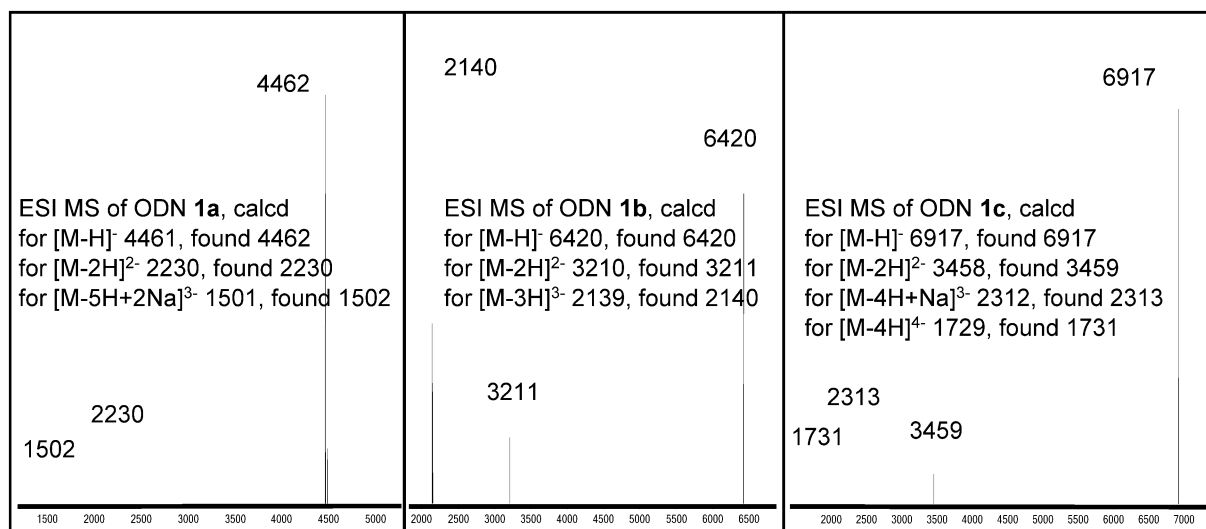 4462
ESI MS of ODN 1a, calcd
for [M-H]⁻ 4461, found 4462
for [M-2H]²⁻ 2230, found 2230
for [M-5H+2Na]³⁻ 1501, found 1502
2230
1502
1500 2000 2500 3000 3500 4000 4500 5000
2140
6420
ESI MS of ODN 1b, calcd
for [M-H]⁻ 6420, found 6420
for [M-2H]²⁻ 3210, found 3211
for [M-3H]³⁻ 2139, found 2140
3211
2000 2500 3000 3500 4000 4500 5000 5500 6000 6500
6917
ESI MS of ODN 1c, calcd
for [M-H]⁻ 6917, found 6917
for [M-2H]²⁻ 3458, found 3459
for [M-4H+Na]³⁻ 2312, found 2313
for [M-4H]⁴⁻ 1729, found 1731
2313
1731 3459
2000 2500 3000 3500 4000 4500 5000 5500 6000 6500 7000